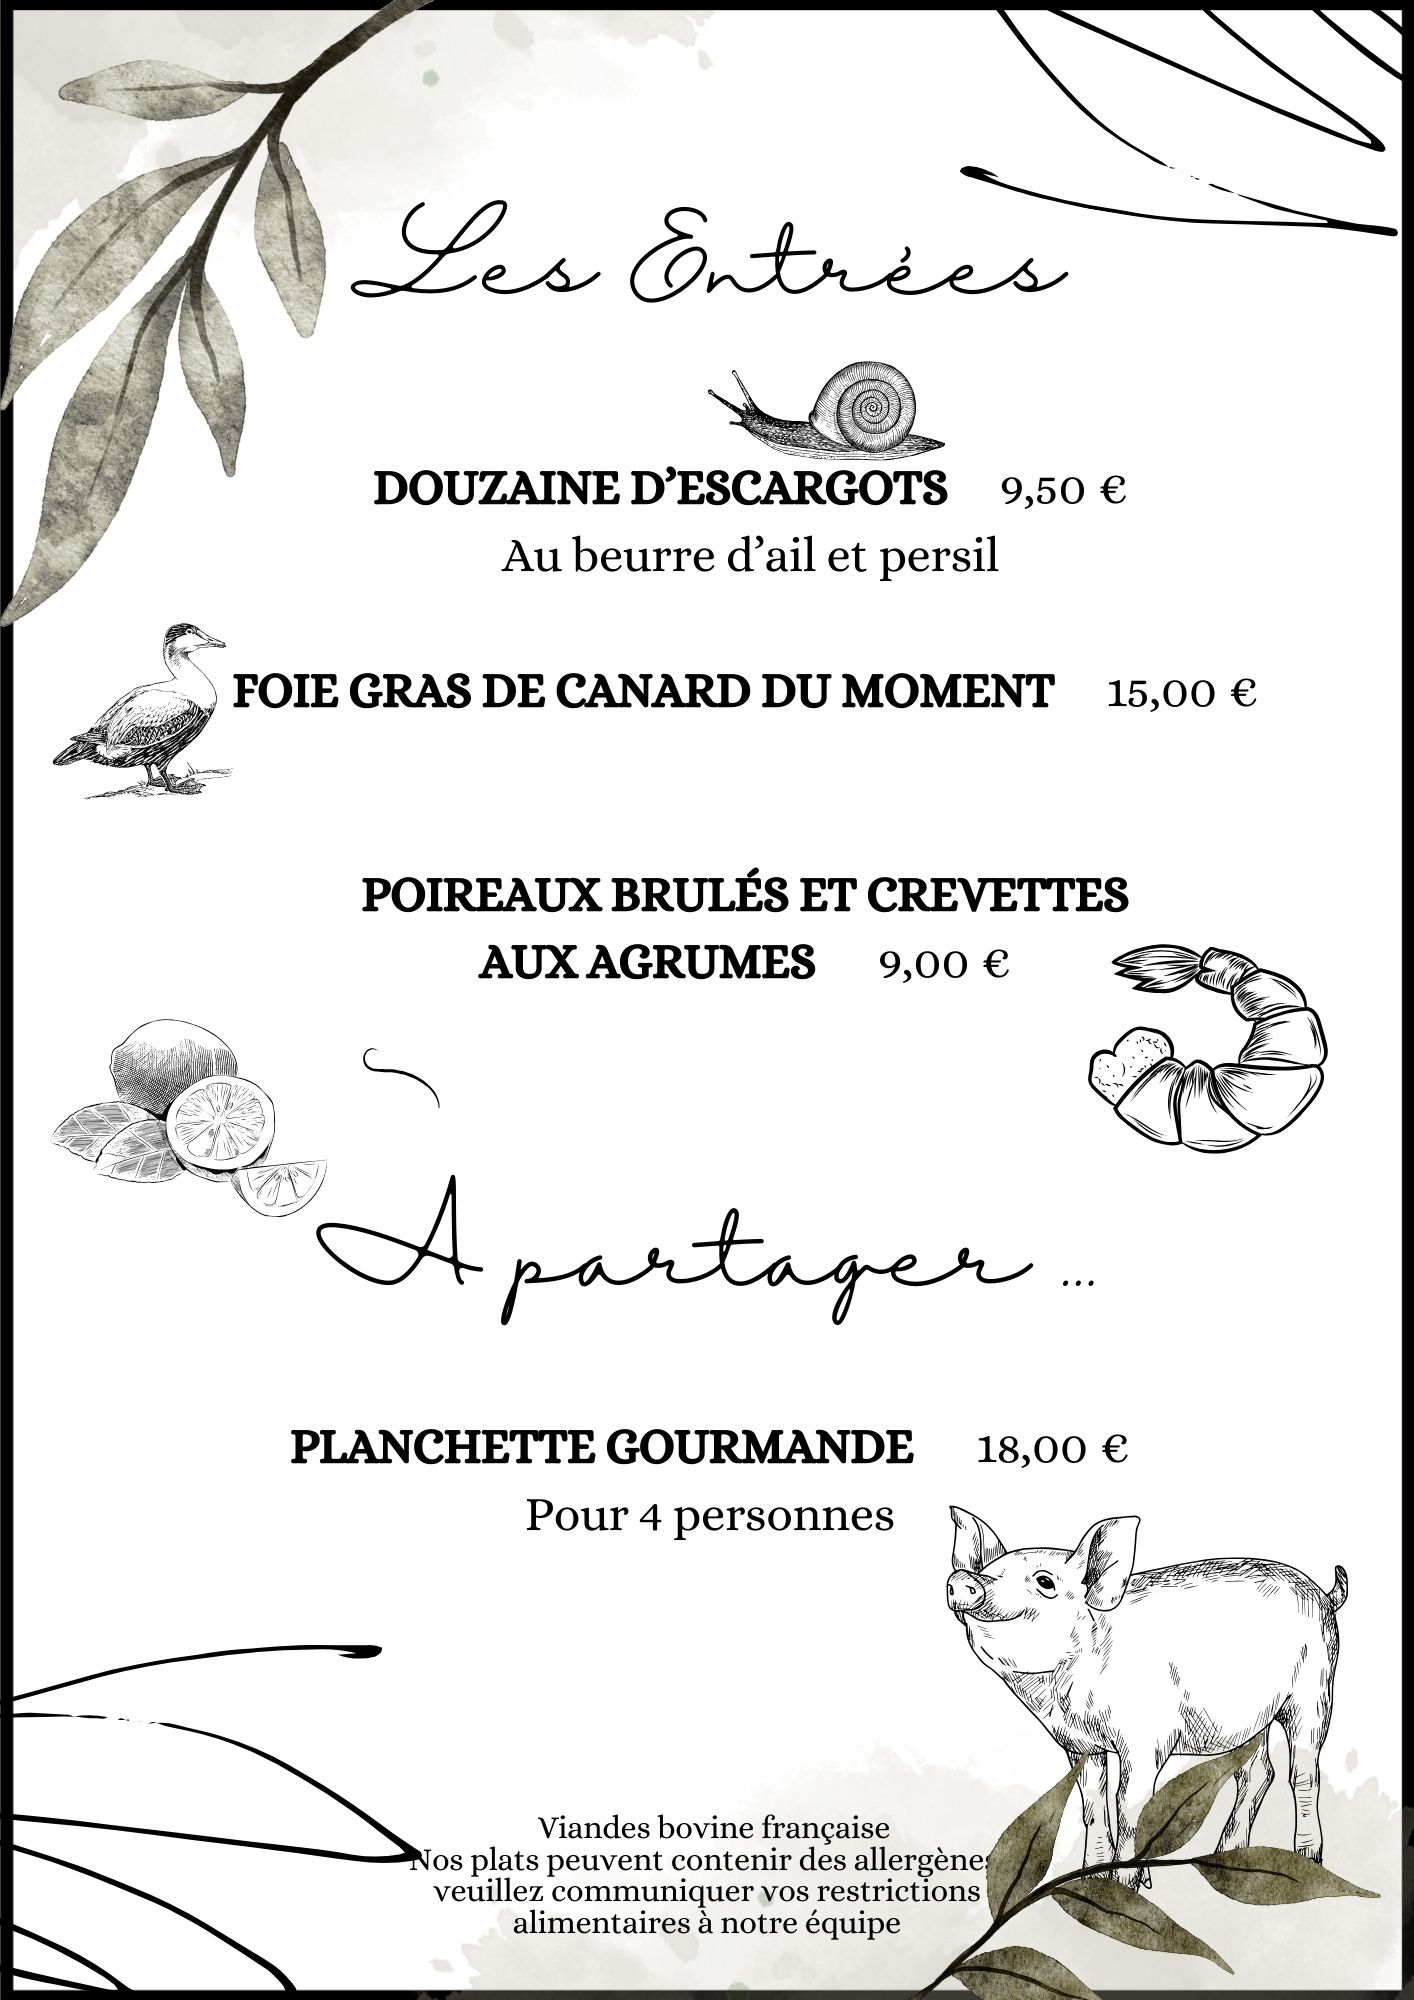 Les Entrées
DOUZAINE D’ESCARGOTS 9,50 €
Au beurre d’ail et persil
FOIE GRAS DE CANARD DU MOMENT 15,00 €
POIREAUX BRULÉS ET CREVETTES
AUX AGRUMES 9,00 €
À partager ...
PLANCHETTE GOURMANDE 18,00 €
Pour 4 personnes
Viandes bovine française
Nos plats peuvent contenir des allergènes
veuillez communiquer vos restrictions
alimentaires à notre équipe